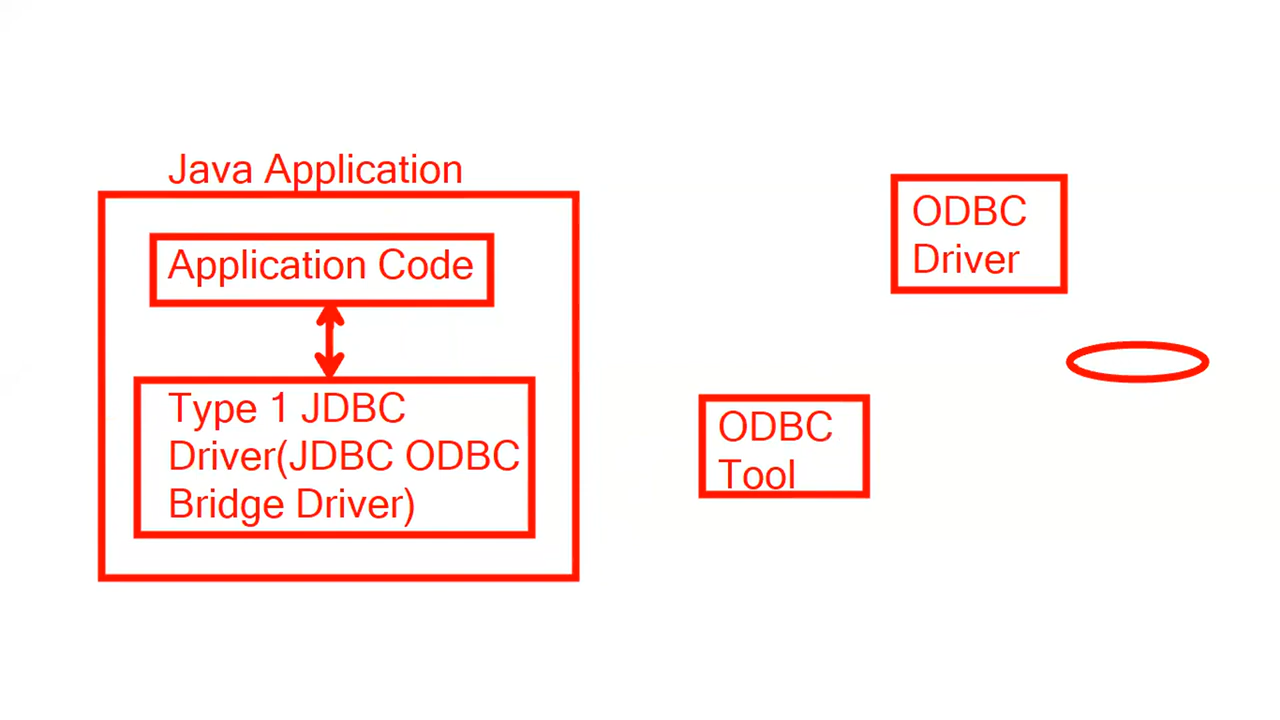 Java Application
Application Code
Type 1 JDBC
Driver(JDBC ODBC
Bridge Driver)
ODBC
Driver
ODBC
Tool